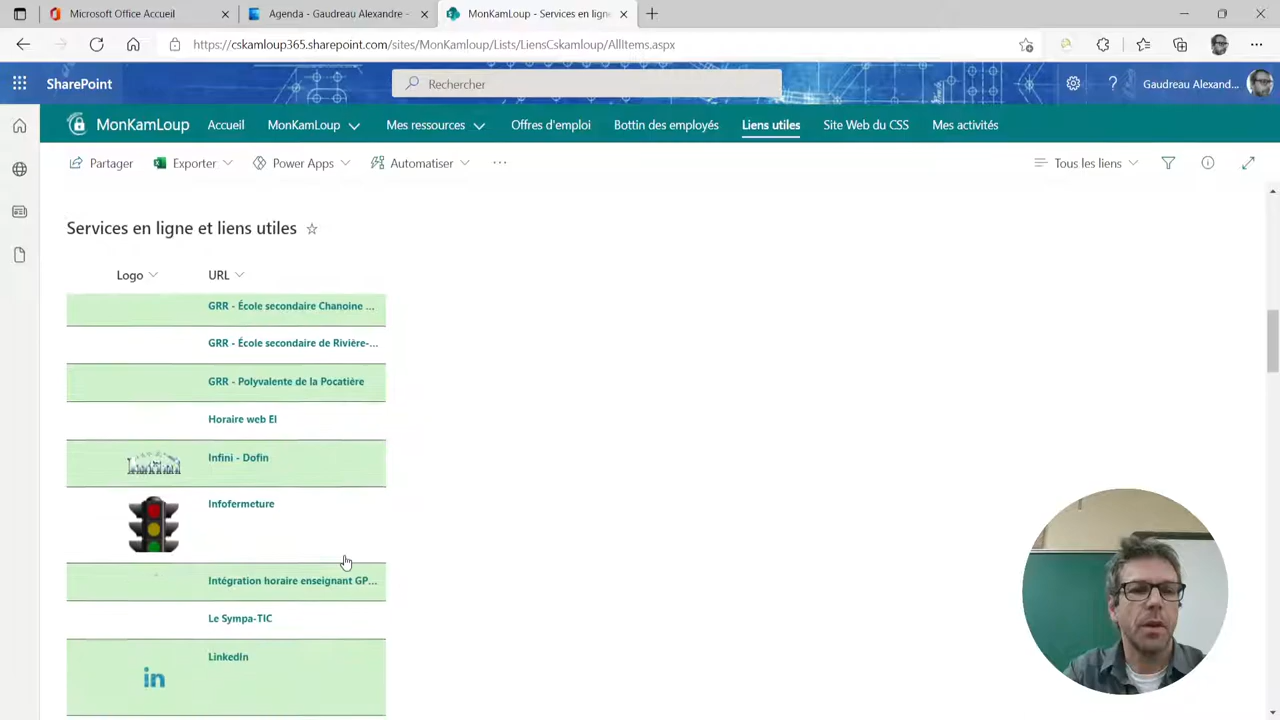 Microsoft Office Accueil
Agenda - Gaudreau Alexandre -
MonKamLoup - Services en ligne
https://cskamloup365.sharepoint.com/sites/MonKamloup/Lists/LiensCskamloup/AllItems.aspx
SharePoint
Rechercher
Gaudreau Alexand...
MonKamLoup
Accueil
MonKamLoup
Mes ressources
Offres d'emploi
Bottin des employés
Liens utiles
Site Web du CSS
Mes activités
Partager
Exporter
Power Apps
Automatiser
...
Tous les liens
Services en ligne et liens utiles
Logo
URL
GRR - École secondaire Chanoine ...
GRR - École secondaire de Rivière-...
GRR - Polyvalente de la Pocatière
Horaire web EI
Infini - Dofin
Infofermeture
Intégration horaire enseignant GP...
Le Sympa-TIC
LinkedIn
in